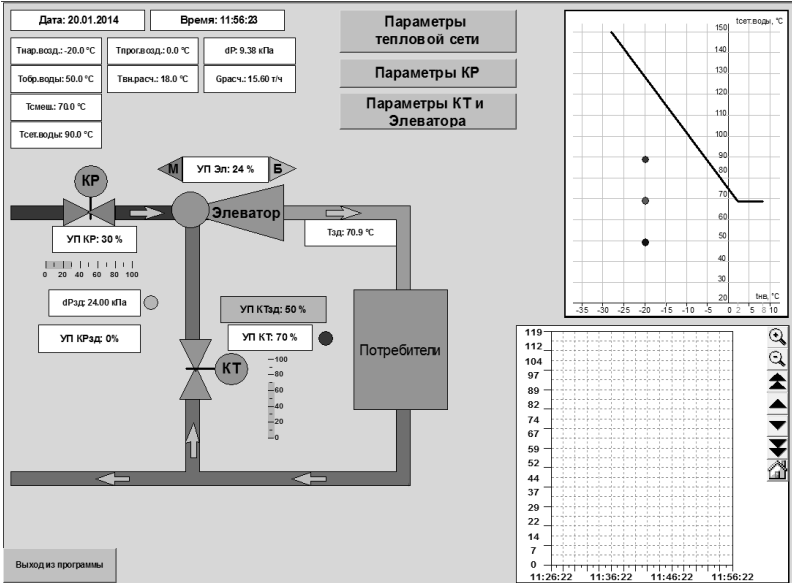 Дата: 20.01.2014
Время: 11:56:23
Тнар.возд.: -20.0 °C
Тпрог.возд.: 0.0 °C
dP: 9.38 кПа
Тобр.воды: 50.0 °C
Твн.расч.: 18.0 °C
Gрасч.: 15.60 т/ч
Тсмеш.: 70.0 °C
Тсет.воды: 90.0 °C
Параметры
тепловой сети
Параметры КР
Параметры КТ и
Элеватора
КР
М
УП Эл: 24 %
Б
Элеватор
Тзд: 70.9 °C
УП КР: 30 %
0 20 40 60 80 100
dРзд: 24.00 кПа
УП КРзд: 0%
УП КТзд: 50 %
УП КТ: 70 %
КТ
100
80
60
40
20
0
Потребители
Выход из программы
tсет.воды, °C
150
140
130
120
110
100
90
80
70
60
50
40
30
20
tнв, °C
-35 -30 -25 -20 -15 -10 -5 0 2 5 8 10
119
112
104
97
89
82
74
67
59
52
44
37
29
22
14
7
0
11:26:22 11:36:22 11:46:22 11:56:22